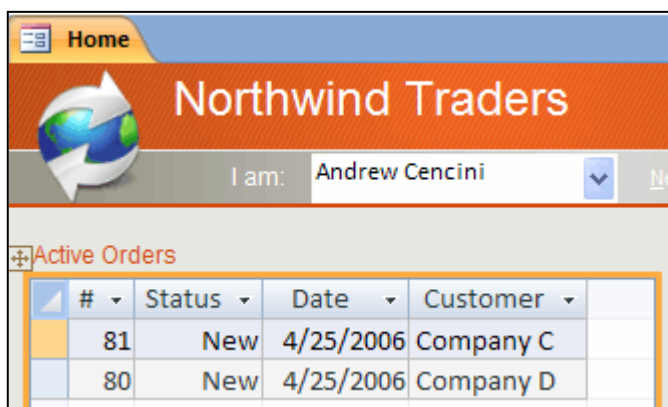 Home
Northwind Traders
I am: Andrew Cencini
Active Orders
# Status Date Customer
81 New 4/25/2006 Company C
80 New 4/25/2006 Company D